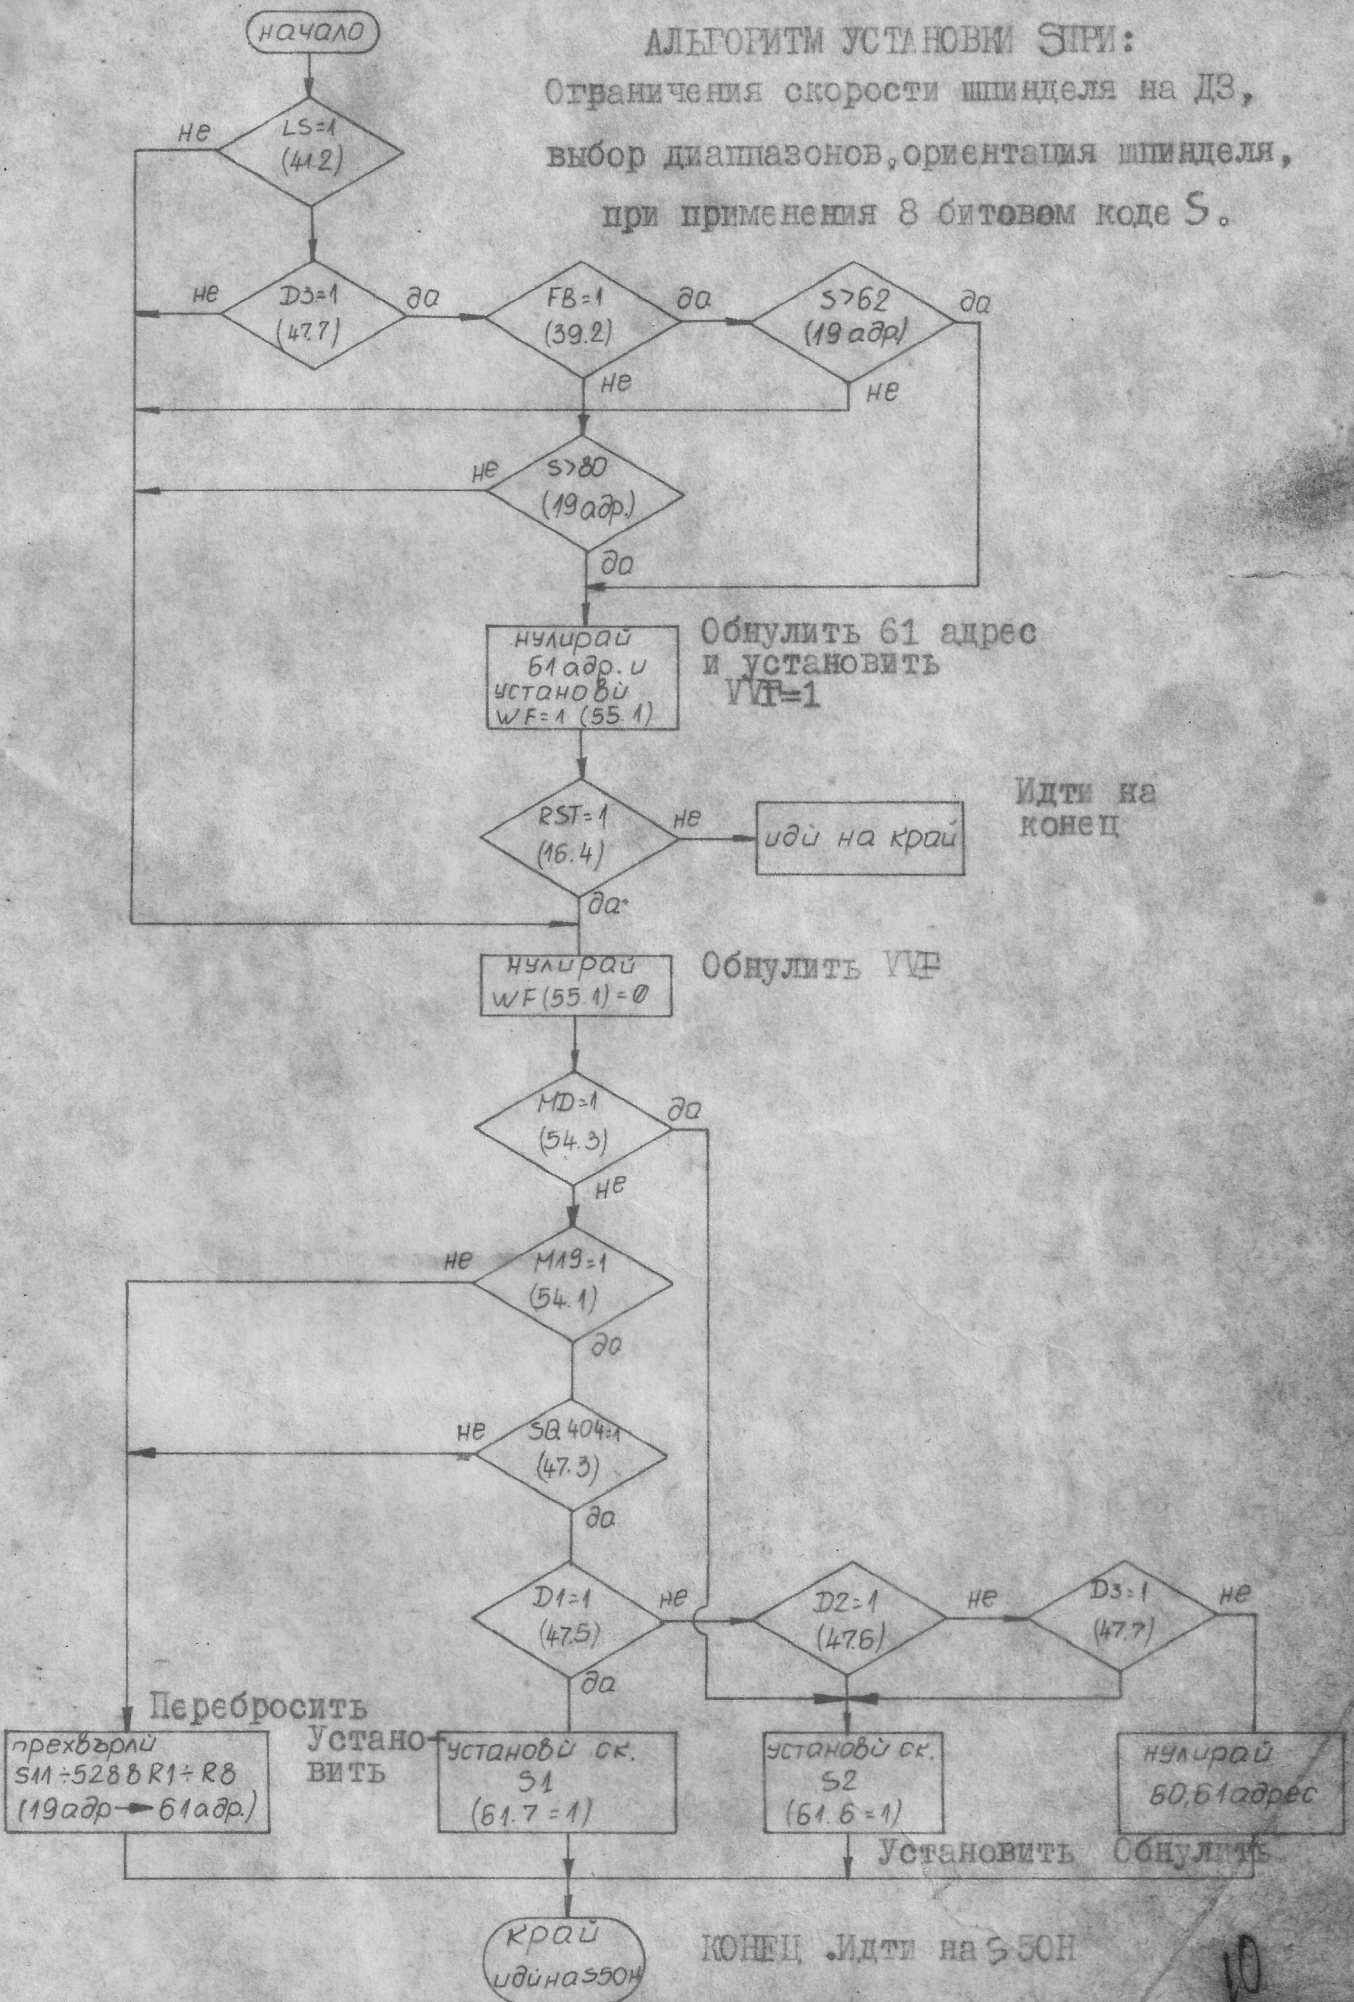 начало
АЛЬГОРИТМ УСТАНОВКИ S ПРИ:
Ограничения скорости шпинделя на Д3,
выбор диаппазонов, ориентация шпинделя,
при применения 8 битовом коде S.
не
LS=1
(41.2)
не
D3=1
(47.7)
да
FB=1
(39.2)
да
S>62
(19 адр)
да
не
не
не
S>80
(19 адр.)
да
нулирай
61 адр. и
установи
WF=1 (55.1)
Обнулить 61 адрес
и установить
VVF=1
RST=1
(16.4)
не
иди на край
Идти на
конец
да
нулирай
WF(55.1)=0
Обнулить VVF
MD=1
(54.3)
да
не
не
M19=1
(54.1)
да
не
SQ404=1
(47.3)
да
D1=1
(47.5)
не
D2=1
(47.6)
не
D3=1
(47.7)
не
да
Перебросить
прехвърли
S11÷S28 в R1÷R8
(19 адр → 61 адр.)
Устано-
вить
установи ск.
S1
(61.7=1)
установи ск.
S2
(61.6=1)
нулирай
60,61 адрес
Установить
Обнулить
край
иди на S50H
КОНЕЦ .Идти на S50H
10